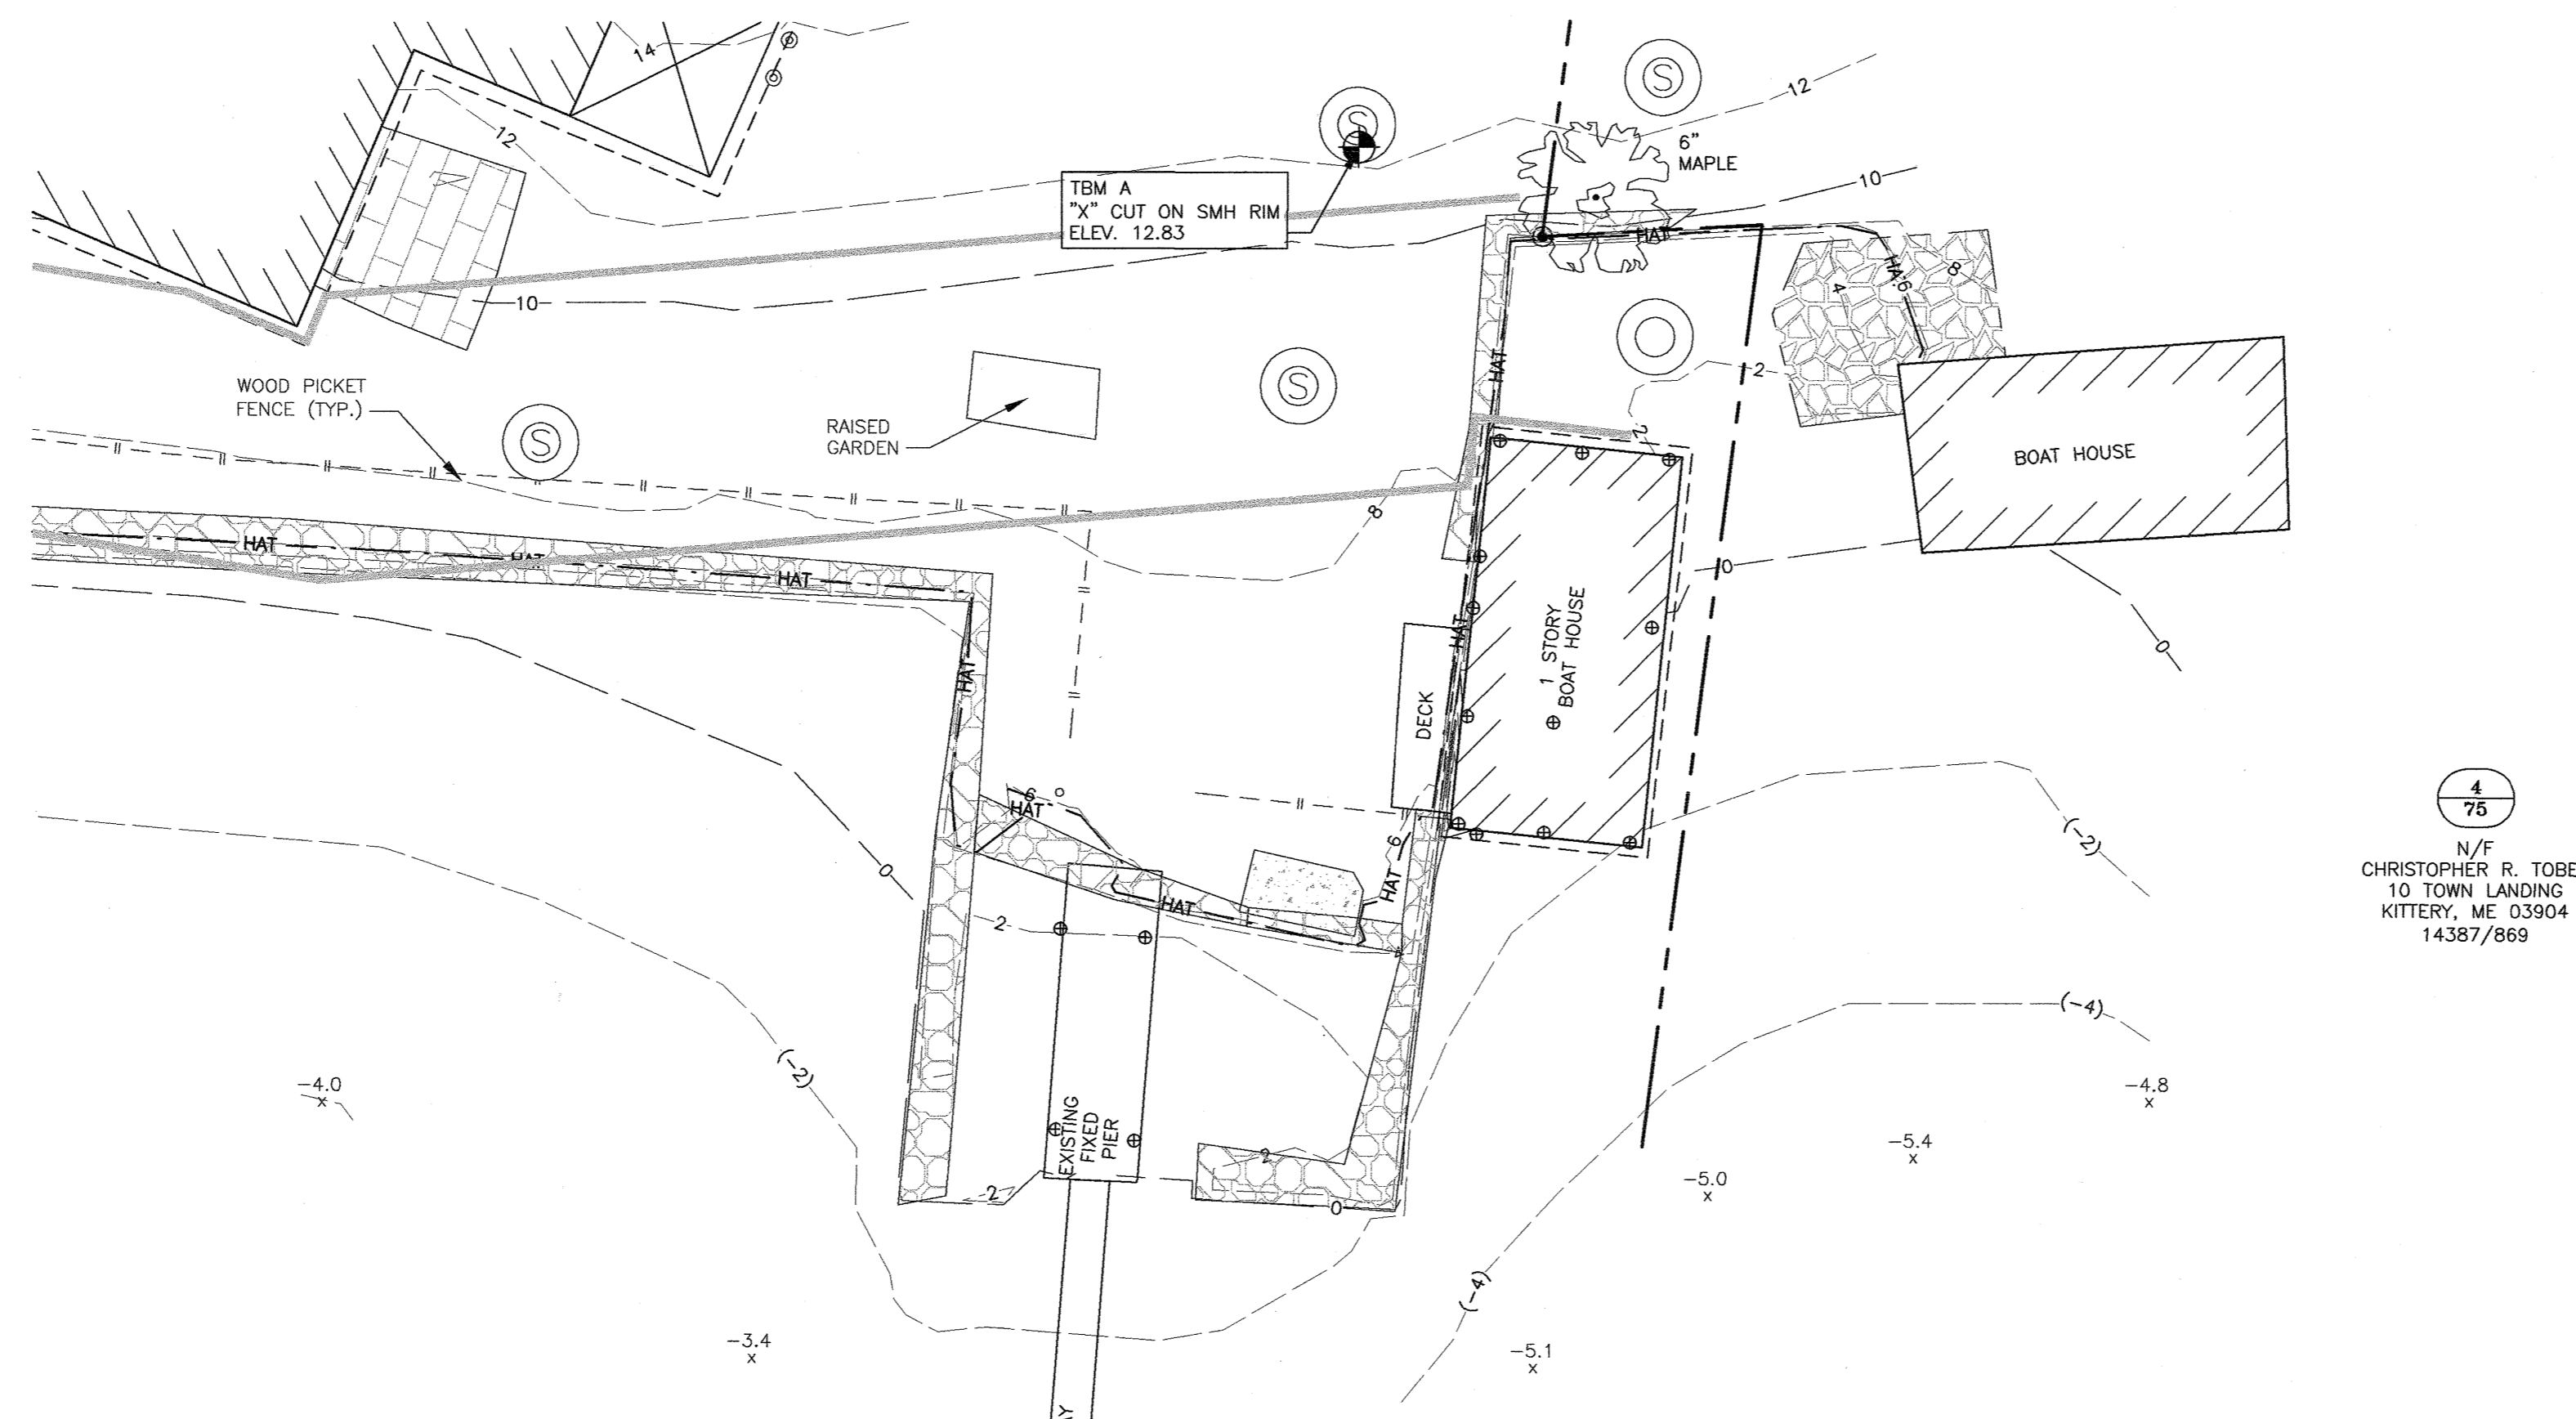 14
12
S
S
12
6"
MAPLE
TBM A
"X" CUT ON SMH RIM
ELEV. 12.83
10
HAT
10
HAT
6
8
4
HAT
2
WOOD PICKET
FENCE (TYP.)
S
RAISED
GARDEN
S
2
BOAT HOUSE
8
HAT
HAT
HAT
0
HAT
HAT
1 STORY
BOAT HOUSE
0
DECK
6
HAT
6
HAT
HAT
0
2
(-2)
4
75
N/F
CHRISTOPHER R. TOBE
10 TOWN LANDING
KITTERY, ME 03904
14387/869
(-2)
(-4)
-4.0
x
EXISTING
FIXED
PIER
-4.8
x
-5.4
x
2
-2
0
-5.0
x
(-4)
-3.4
x
-5.1
x